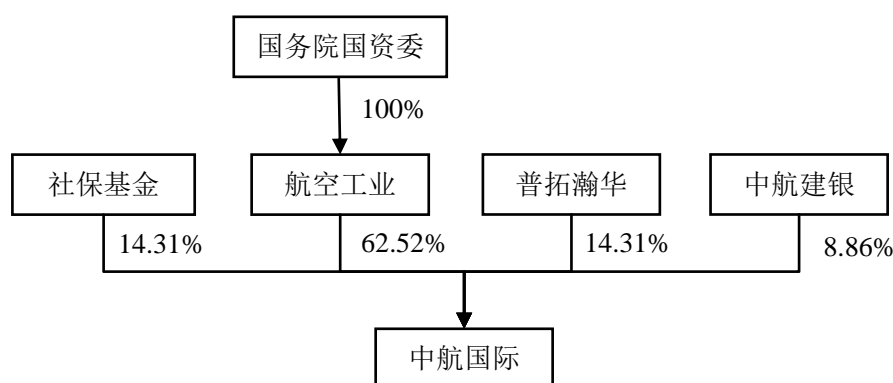 国务院国资委
100%
社保基金
航空工业
普拓瀚华
中航建银
14.31%
62.52%
14.31%
8.86%
中航国际